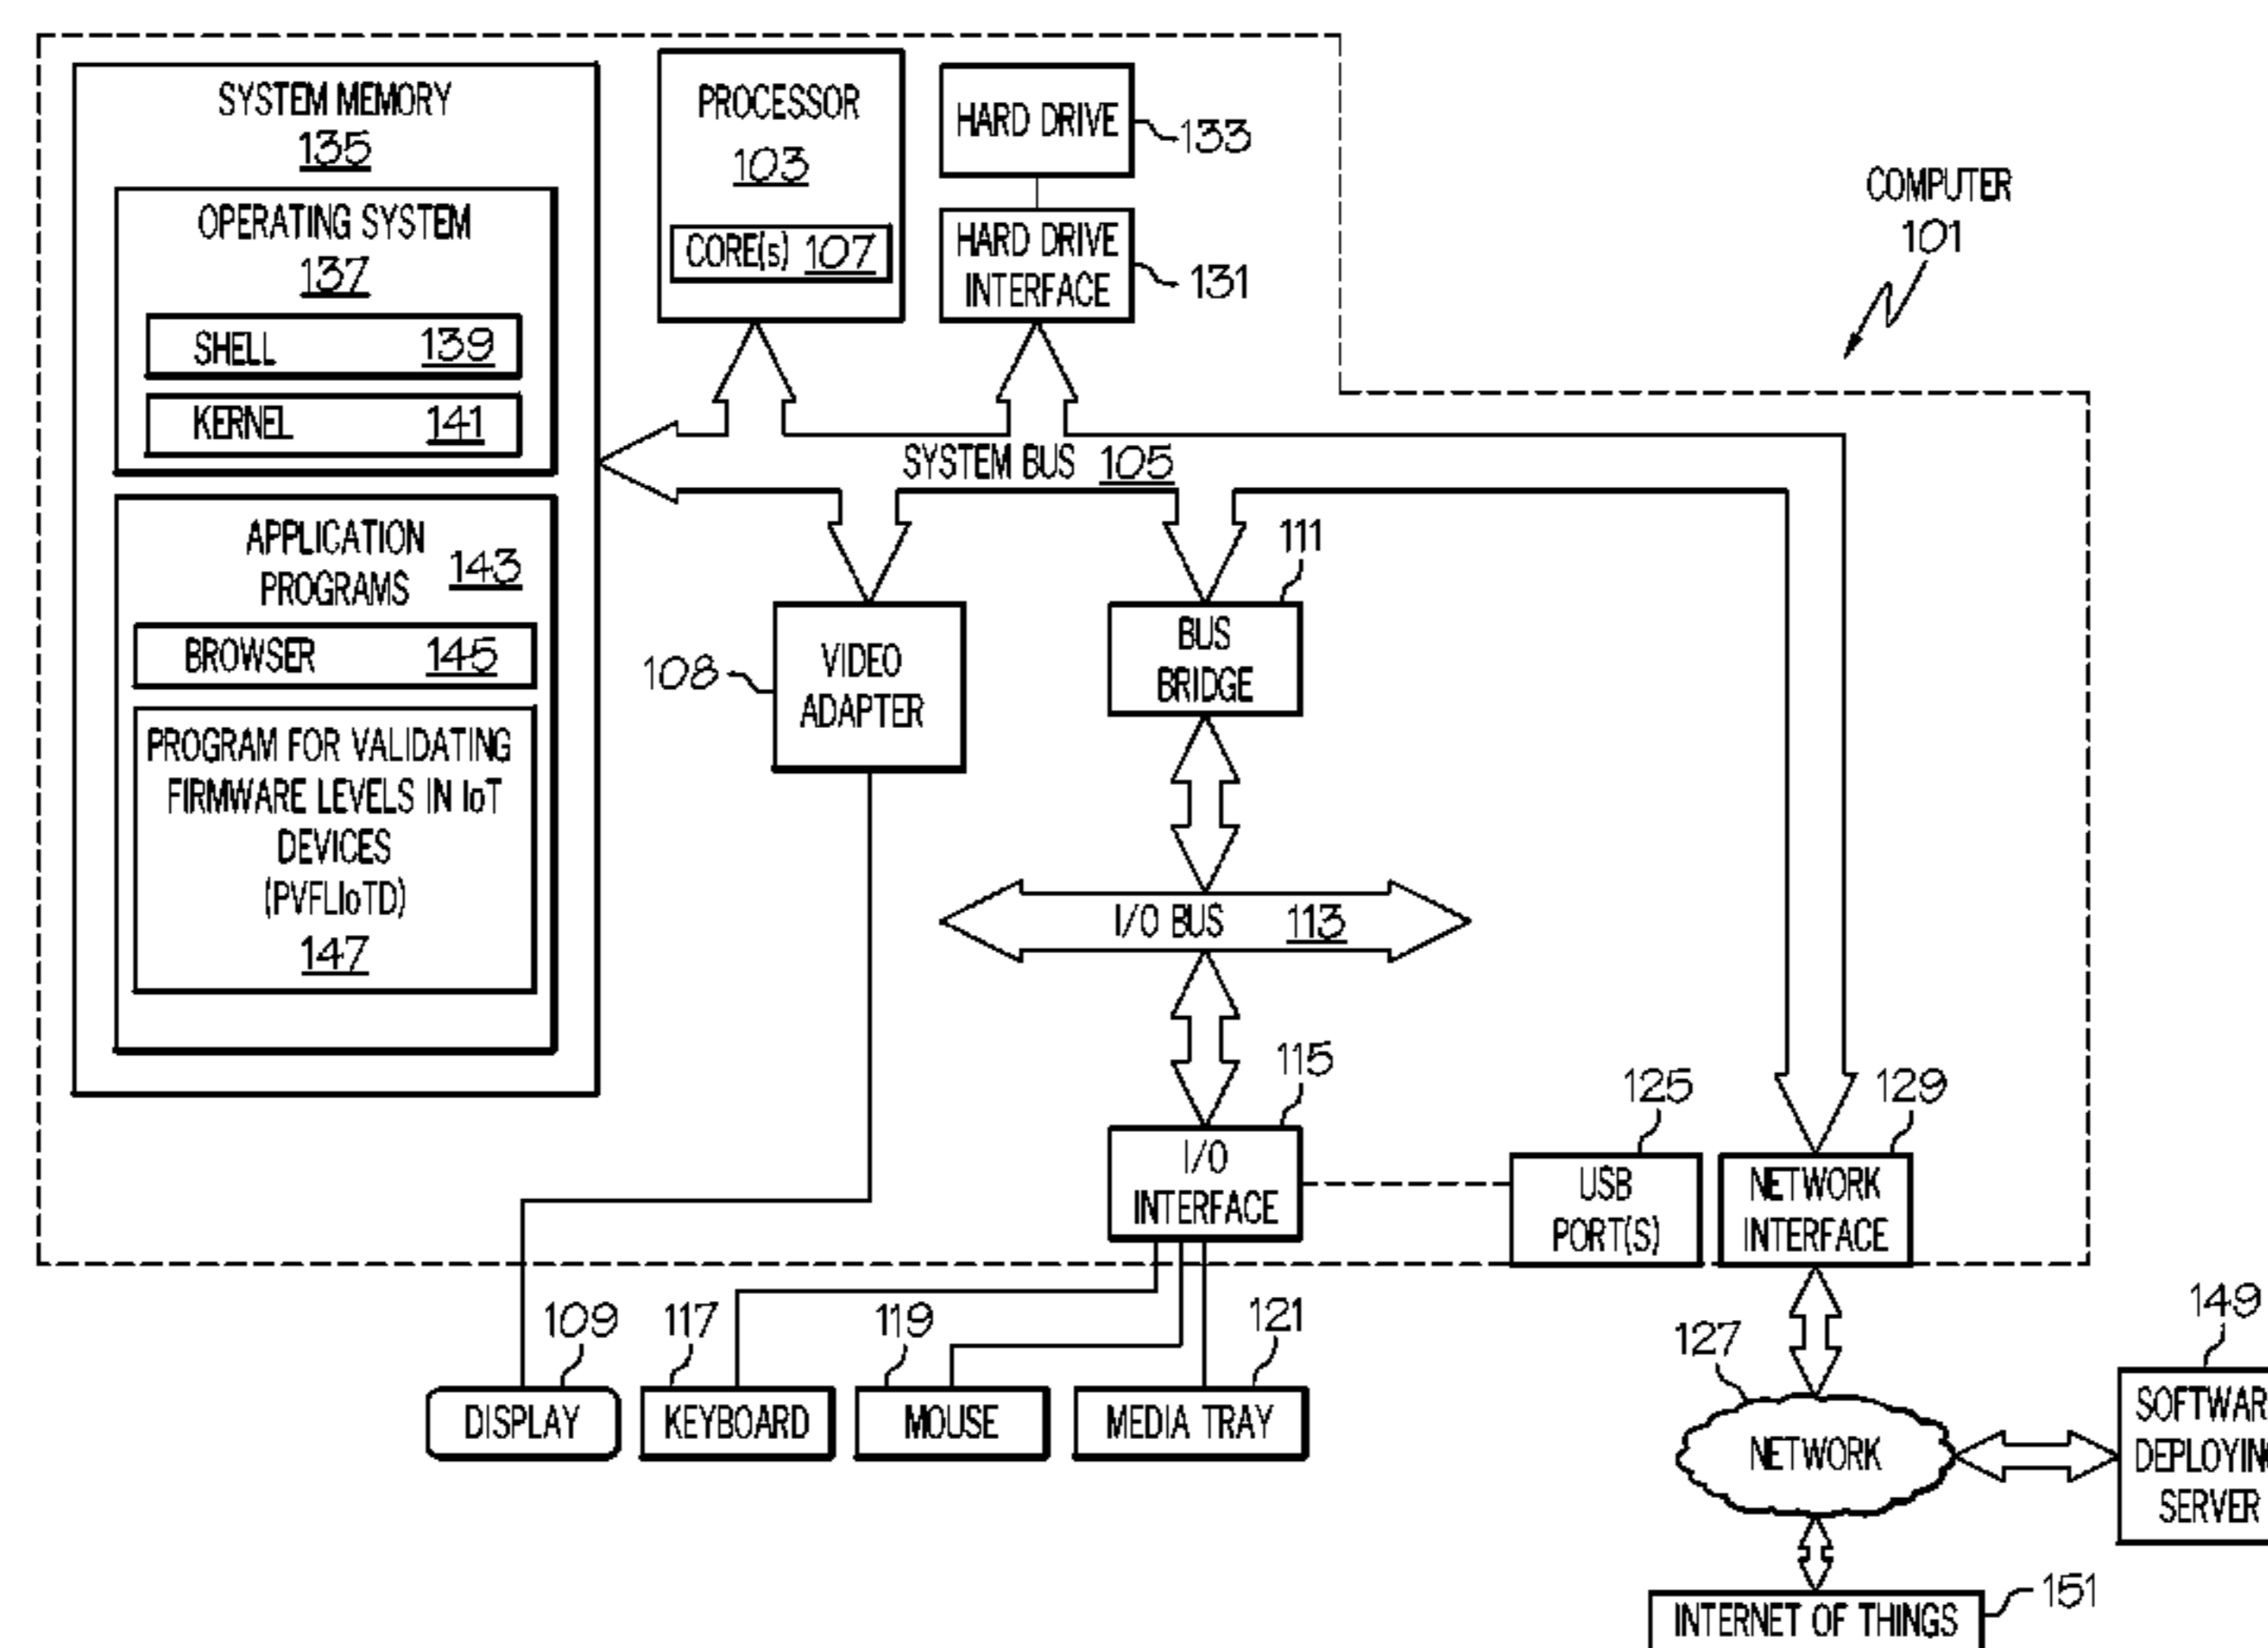 SYSTEM MEMORY
135
OPERATING SYSTEM
137
SHELL 139
KERNEL 141
APPLICATION
PROGRAMS 143
BROWSER 145
PROGRAM FOR VALIDATING
FIRMWARE LEVELS IN IoT
DEVICES
(PVFLIoTD)
147
PROCESSOR
103
CORE(s) 107
HARD DRIVE
133
HARD DRIVE
INTERFACE
131
COMPUTER
101
SYSTEM BUS 105
108
VIDEO
ADAPTER
111
BUS
BRIDGE
I/O BUS 113
115
I/O
INTERFACE
125
USB
PORT(S)
129
NETWORK
INTERFACE
109
DISPLAY
117
KEYBOARD
119
MOUSE
121
MEDIA TRAY
127
NETWORK
149
SOFTWAR
DEPLOYING
SERVER
151
INTERNET OF THINGS